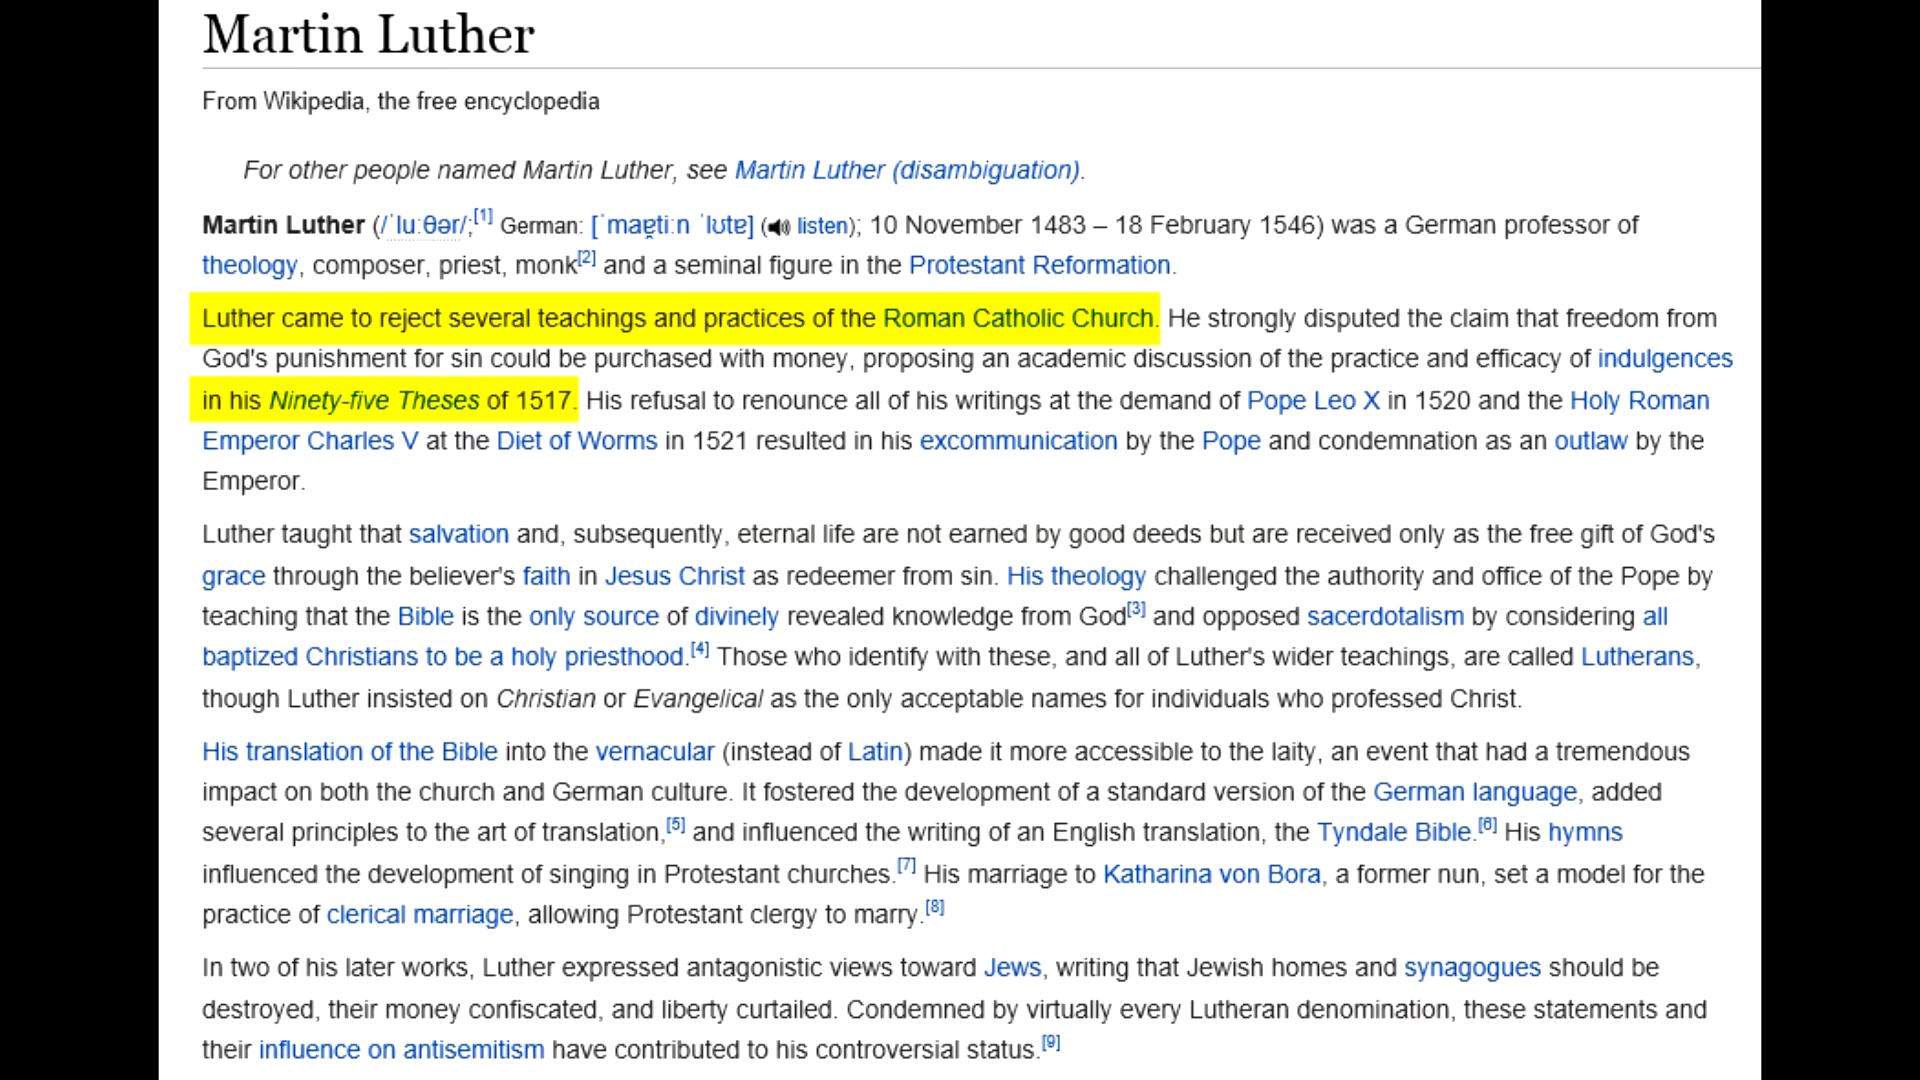 Martin Luther
From Wikipedia, the free encyclopedia
For other people named Martin Luther, see Martin Luther (disambiguation).
Martin Luther (/ˈluːθər/;[1] German: [ˈmaɐ̯tiːn ˈlʊtɐ] (listen); 10 November 1483 – 18 February 1546) was a German professor of
theology, composer, priest, monk[2] and a seminal figure in the Protestant Reformation.
Luther came to reject several teachings and practices of the Roman Catholic Church. He strongly disputed the claim that freedom from
God's punishment for sin could be purchased with money, proposing an academic discussion of the practice and efficacy of indulgences
in his Ninety-five Theses of 1517. His refusal to renounce all of his writings at the demand of Pope Leo X in 1520 and the Holy Roman
Emperor Charles V at the Diet of Worms in 1521 resulted in his excommunication by the Pope and condemnation as an outlaw by the
Emperor.
Luther taught that salvation and, subsequently, eternal life are not earned by good deeds but are received only as the free gift of God's
grace through the believer's faith in Jesus Christ as redeemer from sin. His theology challenged the authority and office of the Pope by
teaching that the Bible is the only source of divinely revealed knowledge from God[3] and opposed sacerdotalism by considering all
baptized Christians to be a holy priesthood.[4] Those who identify with these, and all of Luther's wider teachings, are called Lutherans,
though Luther insisted on Christian or Evangelical as the only acceptable names for individuals who professed Christ.
His translation of the Bible into the vernacular (instead of Latin) made it more accessible to the laity, an event that had a tremendous
impact on both the church and German culture. It fostered the development of a standard version of the German language, added
several principles to the art of translation,[5] and influenced the writing of an English translation, the Tyndale Bible.[6] His hymns
influenced the development of singing in Protestant churches.[7] His marriage to Katharina von Bora, a former nun, set a model for the
practice of clerical marriage, allowing Protestant clergy to marry.[8]
In two of his later works, Luther expressed antagonistic views toward Jews, writing that Jewish homes and synagogues should be
destroyed, their money confiscated, and liberty curtailed. Condemned by virtually every Lutheran denomination, these statements and
their influence on antisemitism have contributed to his controversial status.[9]